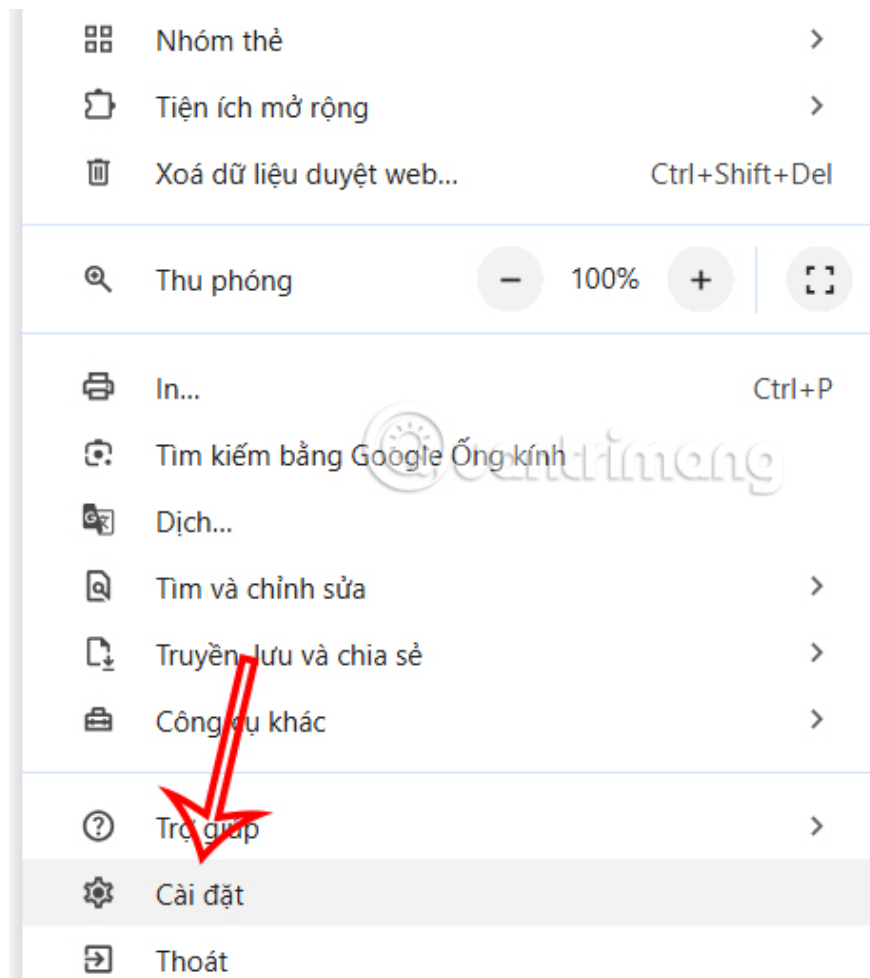 Nhóm thẻ
Tiện ích mở rộng
Xoá dữ liệu duyệt web... Ctrl+Shift+Del
Thu phóng − 100% +
In... Ctrl+P
Tìm kiếm bằng Google Ống kính
uantrimang
Dịch...
Tìm và chỉnh sửa
Truyền, lưu và chia sẻ
Công cụ khác
Trợ giúp
Cài đặt
Thoát